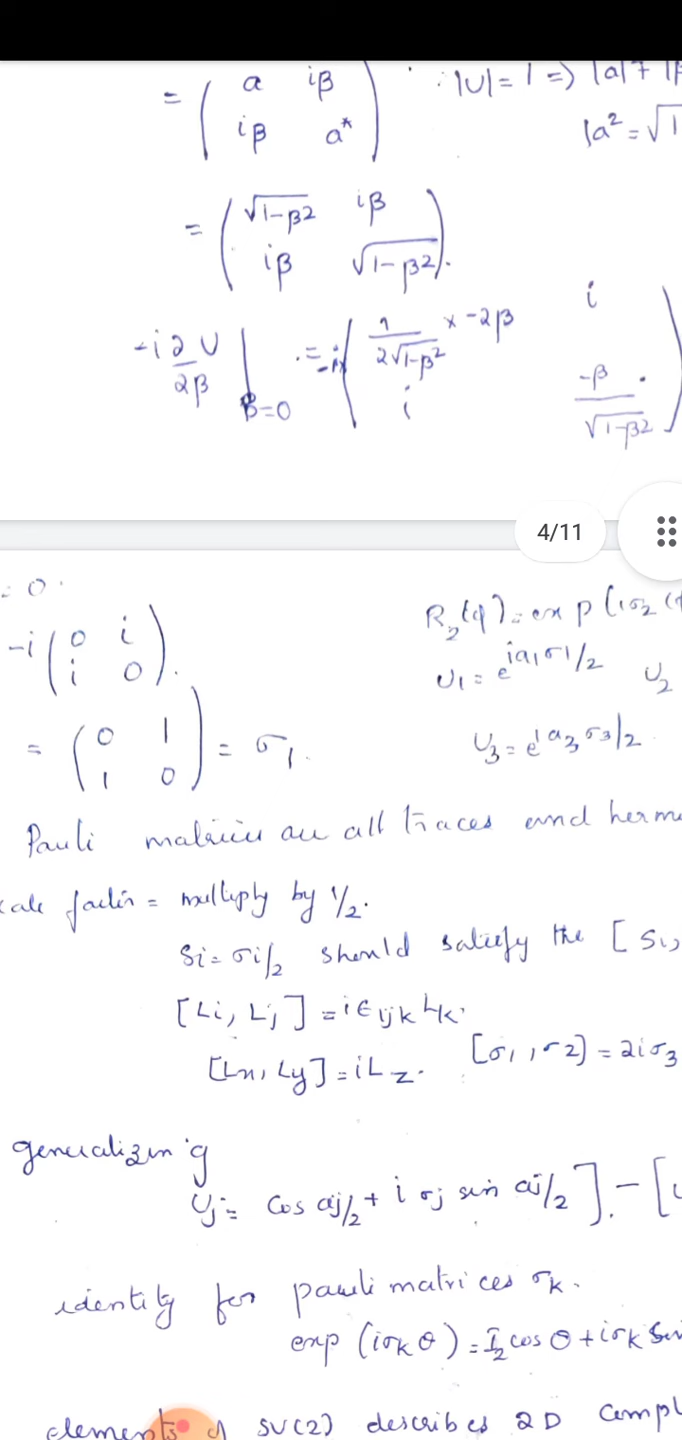 = ( a iβ
iβ a* ) ∴ |U| = 1 => |a| + |β
|a² = √1
= ( √1-β² iβ
iβ √1-β² ).
-i ∂U/∂β |β=0 = -i ( 1/2√1-β² x -2β i
i -β/√1-β² )
4/11
= 0.
-i ( 0 i
i 0 ).
= ( 0 1
1 0 ) = σ1.
R2(φ) = exp (iσ2 (φ
U1 = e^ia1σ1/2 U2
U3 = e^ia3σ3/2
Pauli matrices are all traces and herm
cale factor = multiply by 1/2.
Si = σi/2 should satisfy the [Si,
[Li, Lj] = iϵijk Lk.
[Lx, Ly] = iLz. [σ1, σ2] = 2iσ3
generalizing
Uj = Cos aj/2 + i σj sin aj/2 ] - [
identity for pauli matrices σk.
exp (iσkθ) = I2 cos θ + iσk Sin
elements of SU(2) describes 2D compl